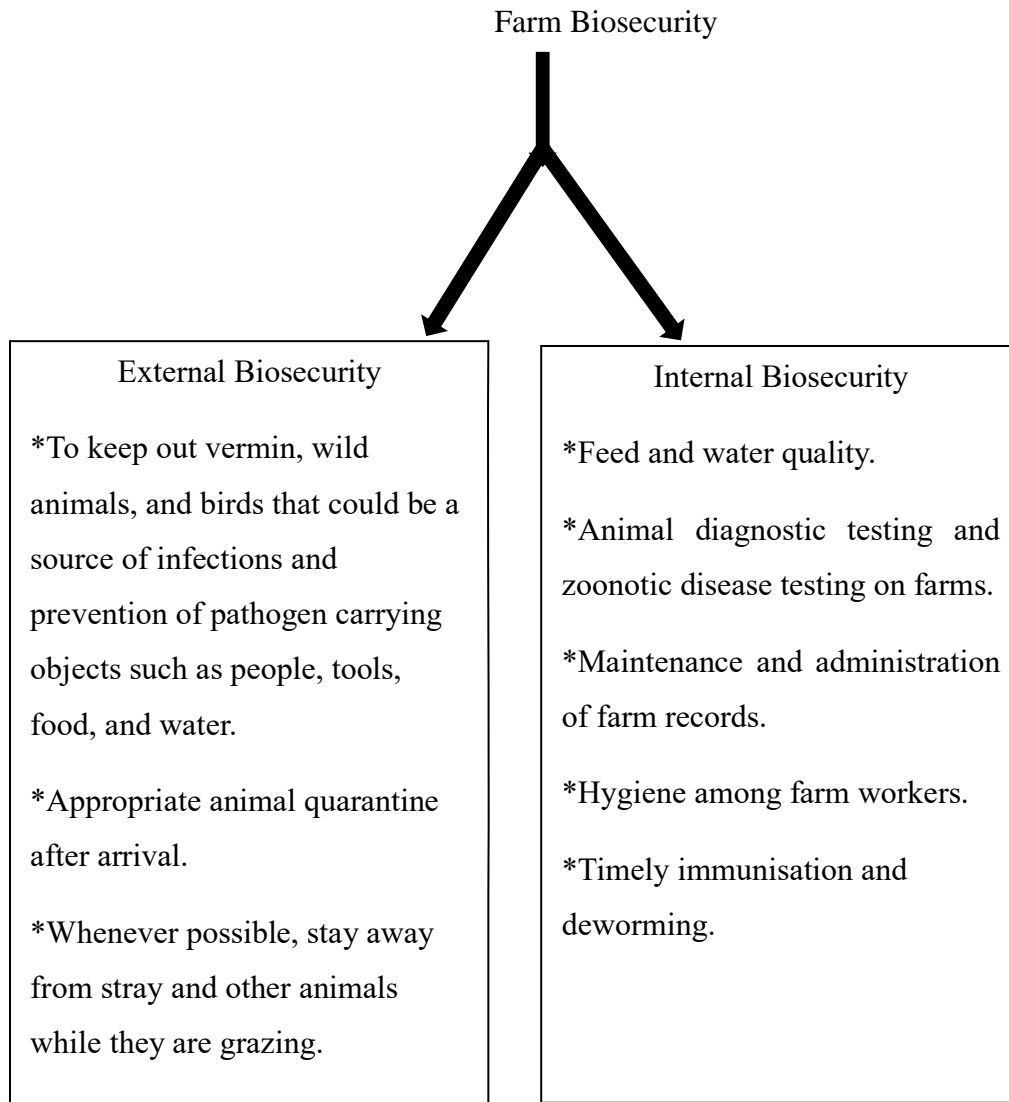 Farm Biosecurity
External Biosecurity
*To keep out vermin, wild
animals, and birds that could be a
source of infections and
prevention of pathogen carrying
objects such as people, tools,
food, and water.
*Appropriate animal quarantine
after arrival.
*Whenever possible, stay away
from stray and other animals
while they are grazing.
Internal Biosecurity
*Feed and water quality.
*Animal diagnostic testing and
zoonotic disease testing on farms.
*Maintenance and administration
of farm records.
*Hygiene among farm workers.
*Timely immunisation and
deworming.